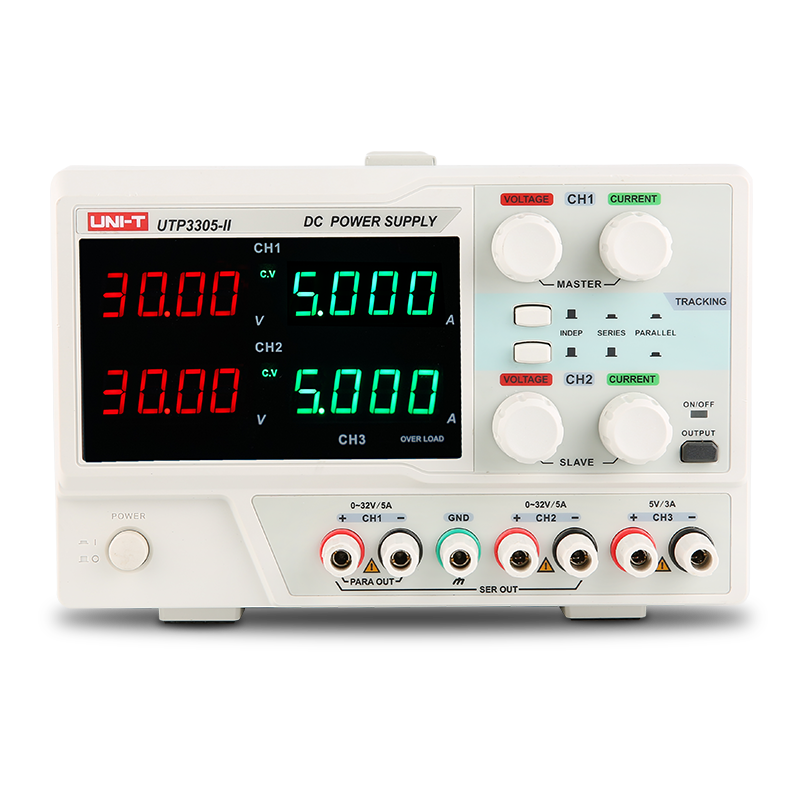 UNI-T UTP3305-II DC POWER SUPPLY
CH1
30.00 V C.V 5.000 A
CH2
30.00 V C.V 5.000 A
CH3 OVER LOAD
VOLTAGE CH1 CURRENT
MASTER
TRACKING
INDEP SERIES PARALLEL
VOLTAGE CH2 CURRENT
SLAVE
ON/OFF
OUTPUT
POWER
0~32V/5A
+ CH1 −
GND
0~32V/5A
+ CH2 −
5V/3A
+ CH3 −
PARA OUT
SER OUT